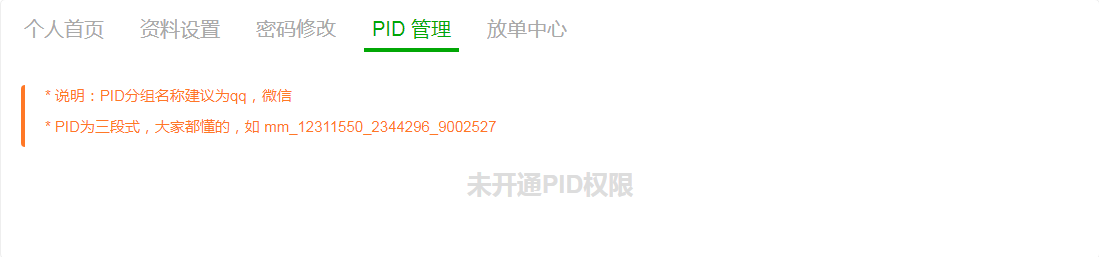 个人首页 资料设置 密码修改 PID 管理 放单中心
* 说明：PID分组名称建议为qq，微信
* PID为三段式，大家都懂的，如 mm_12311550_2344296_9002527
未开通PID权限